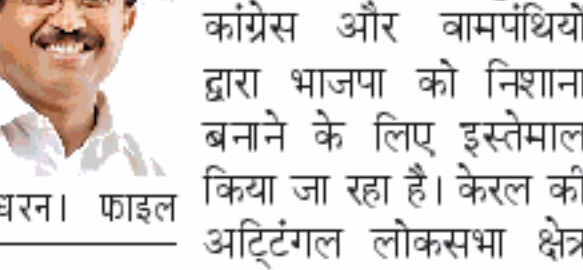 धरन। फाइल
कांग्रेस और वामपंथियों
द्वारा भाजपा को निशाना
बनाने के लिए इस्तेमाल
किया जा रहा है। केरल की
अट्टिंगल लोकसभा क्षेत्र